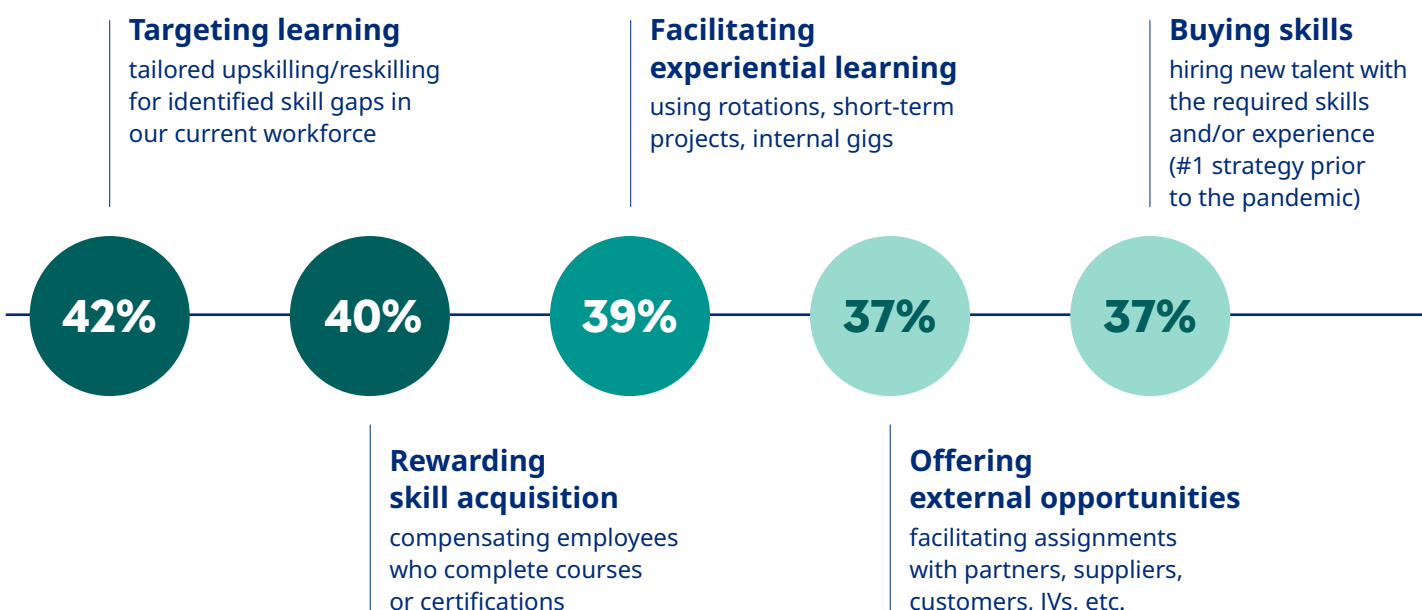 Targeting learning
tailored upskilling/reskilling
for identified skill gaps in
our current workforce
Facilitating
experiential learning
using rotations, short-term
projects, internal gigs
Buying skills
hiring new talent with
the required skills
and/or experience
(#1 strategy prior
to the pandemic)
42%
40%
39%
37%
37%
Rewarding
skill acquisition
compensating employees
who complete courses
or certifications
Offering
external opportunities
facilitating assignments
with partners, suppliers,
customers, JVs, etc.